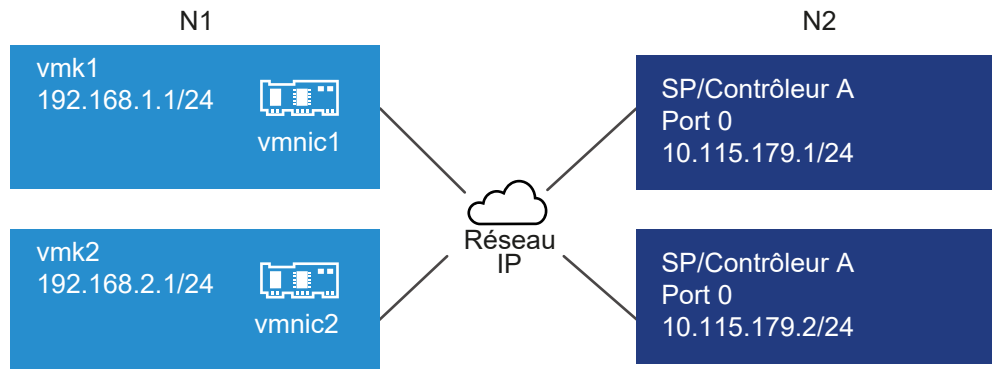 N1
N2
vmk1
192.168.1.1/24
vmnic1
SP/Contrôleur A
Port 0
10.115.179.1/24
Réseau
IP
vmk2
192.168.2.1/24
vmnic2
SP/Contrôleur A
Port 0
10.115.179.2/24